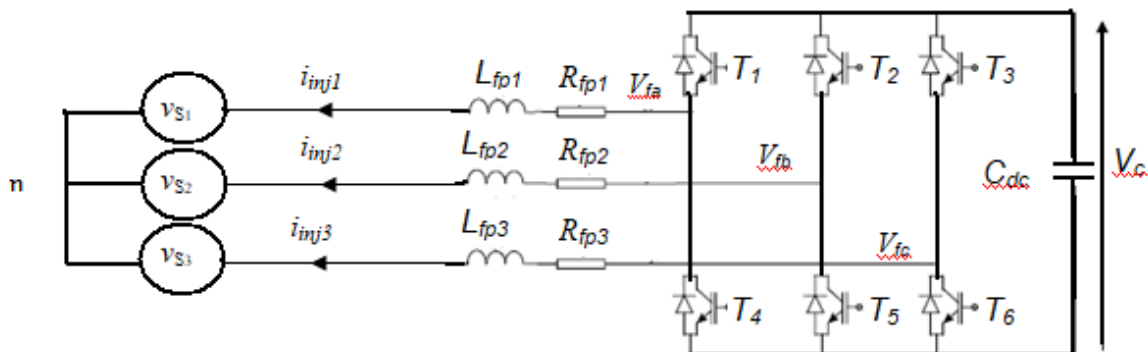 i_inj1 L_fp1 R_fp1 V_fa T_1 T_2 T_3
v_S1
i_inj2 L_fp2 R_fp2 V_fb C_dc V_c
n v_S2
i_inj3 L_fp3 R_fp3 V_fc
v_S3
T_4 T_5 T_6